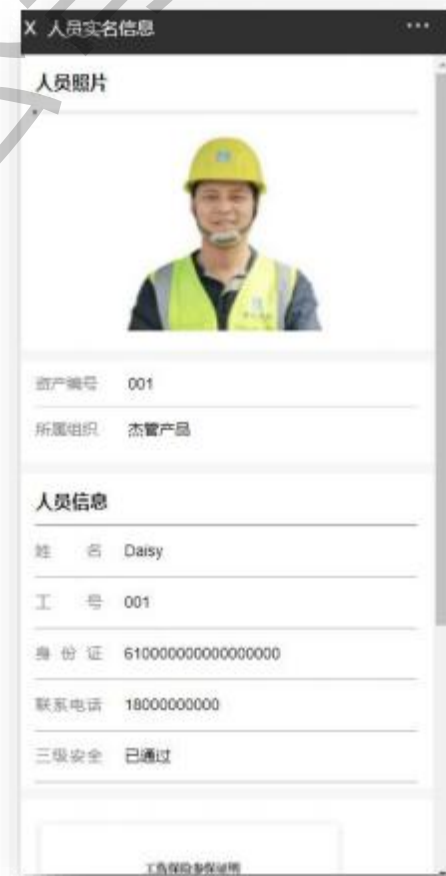 X 人员实名信息 ···
人员照片
资产编号 001
所属组织 杰管产品
人员信息
姓 名 Daisy
工 号 001
身 份 证 610000000000000000
联系电话 18000000000
三级安全 已通过
工伤保险参保证明